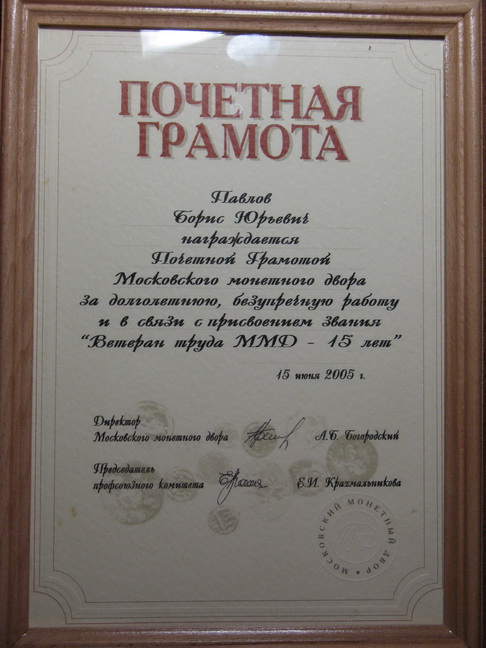 ПОЧЕТНАЯ
ГРАМОТА
Павлов
Борис Юрьевич
награждается
Почетной Грамотой
Московского монетного двора
за долголетнюю, безупречную работу
и в связи с присвоением звания
"Ветеран труда ММД - 15 лет"
15 июня 2005 г.
Директор
Московского монетного двора А.Б. Богородский
Председатель
профсоюзного комитета Е.И. Крахмальникова
МОСКОВСКИЙ МОНЕТНЫЙ ДВОР